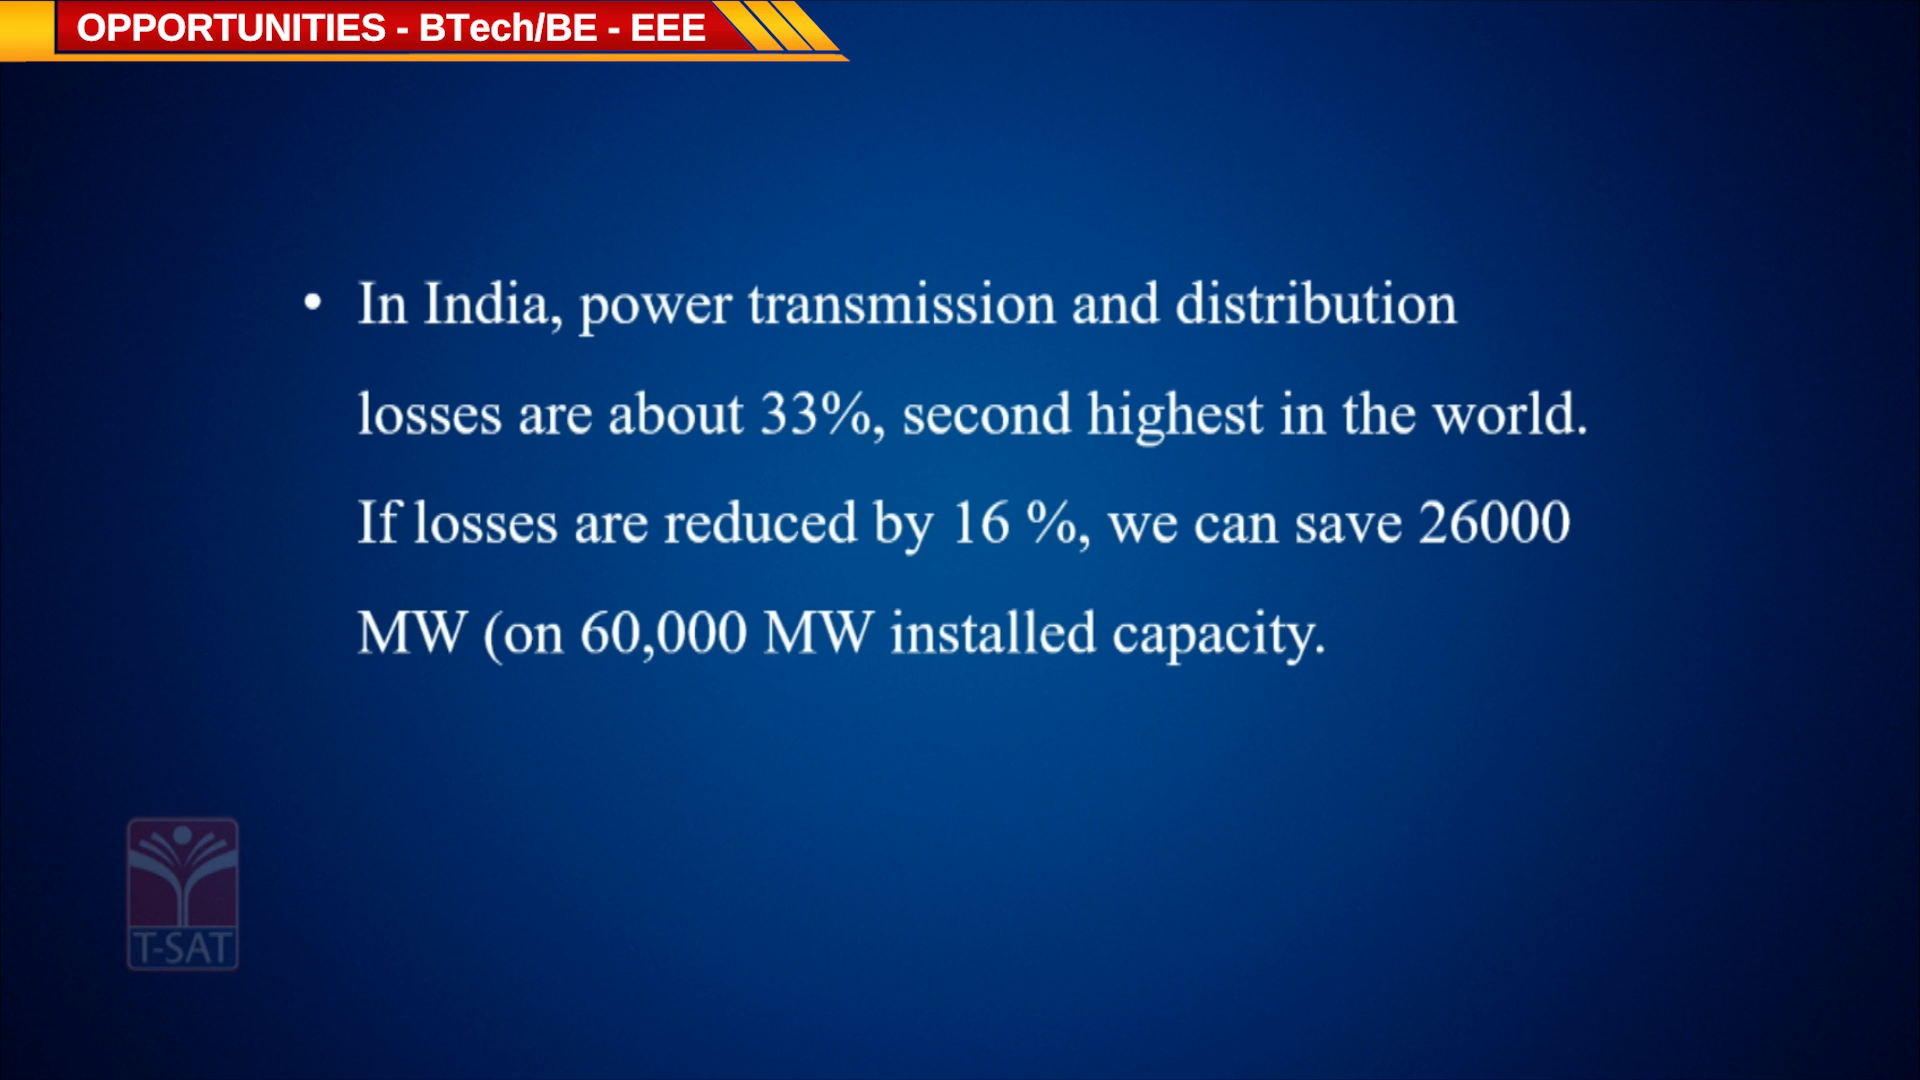 OPPORTUNITIES - BTech/BE - EEE
• In India, power transmission and distribution
losses are about 33%, second highest in the world.
If losses are reduced by 16 %, we can save 26000
MW (on 60,000 MW installed capacity.
T-SAT